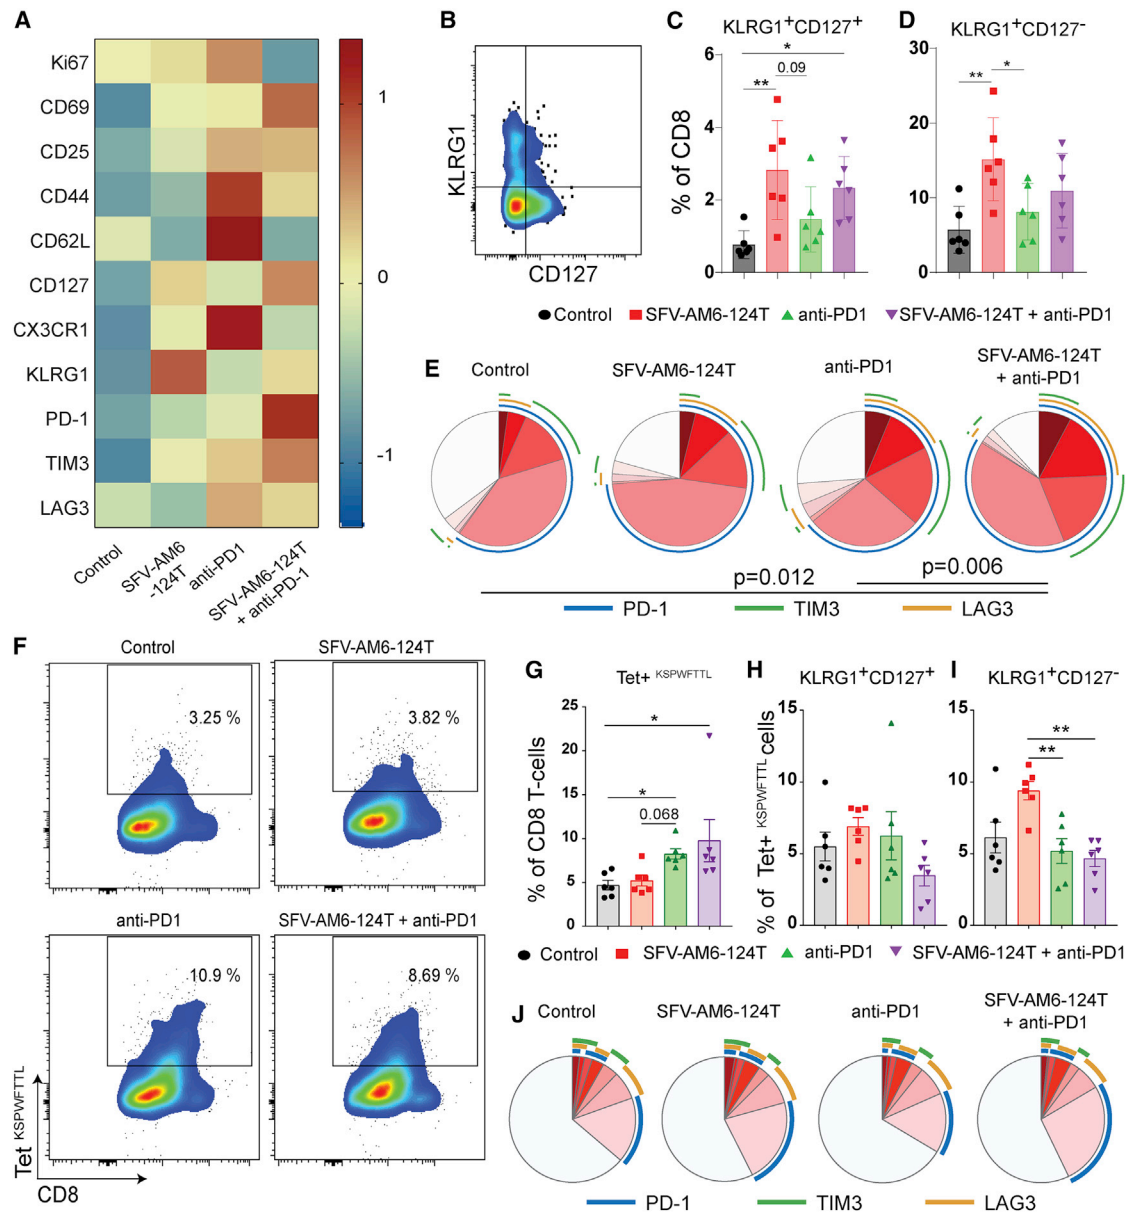 A
Ki67
CD69
CD25
CD44
CD62L
CD127
CX3CR1
KLRG1
PD-1
TIM3
LAG3
1
0
-1
Control
SFV-AM6
-124T
anti-PD1
SFV-AM6-124T
+ anti-PD-1
B
KLRG1
CD127
C
KLRG1+CD127+
% of CD8
6
4
2
0
*
**
0.09
D
KLRG1+CD127-
30
20
10
0
**
*
Control
SFV-AM6-124T
anti-PD1
SFV-AM6-124T + anti-PD1
E
Control
SFV-AM6-124T
anti-PD1
SFV-AM6-124T
+ anti-PD1
p=0.012
p=0.006
PD-1
TIM3
LAG3
F
Control
SFV-AM6-124T
3.25 %
3.82 %
anti-PD1
SFV-AM6-124T + anti-PD1
10.9 %
8.69 %
Tet KSPWFTTL
CD8
G
Tet+ KSPWFTTL
% of CD8 T-cells
25
20
15
10
5
0
*
*
0.068
H
KLRG1+CD127+
% of Tet+ KSPWFTTL cells
15
10
5
0
I
KLRG1+CD127-
15
10
5
0
**
**
Control
SFV-AM6-124T
anti-PD1
SFV-AM6-124T + anti-PD1
J
Control
SFV-AM6-124T
anti-PD1
SFV-AM6-124T
+ anti-PD1
PD-1
TIM3
LAG3